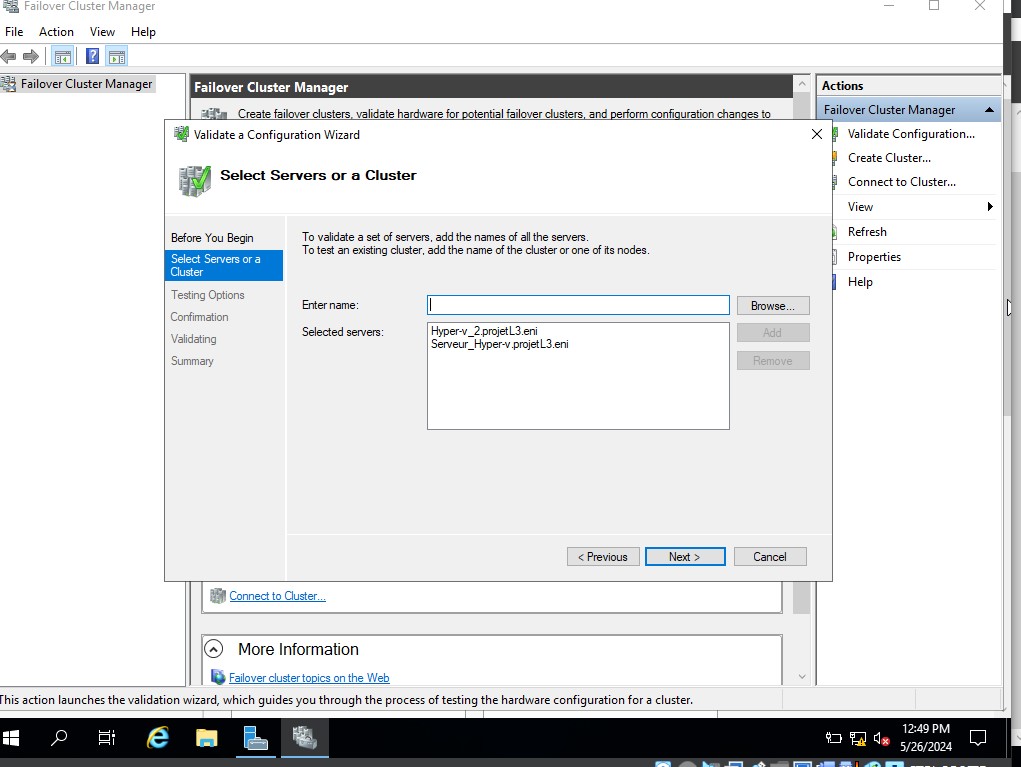 Failover Cluster Manager
File Action View Help
Failover Cluster Manager
Failover Cluster Manager
Create failover clusters, validate hardware for potential failover clusters, and perform configuration changes to
Actions
Failover Cluster Manager
Validate Configuration...
Create Cluster...
Connect to Cluster...
View
Refresh
Properties
Help
Validate a Configuration Wizard
Select Servers or a Cluster
Before You Begin
Select Servers or a
Cluster
Testing Options
Confirmation
Validating
Summary
To validate a set of servers, add the names of all the servers.
To test an existing cluster, add the name of the cluster or one of its nodes.
Enter name:
Browse...
Selected servers:
Hyper-v_2.projetL3.eni
Serveur_Hyper-v.projetL3.eni
Add
Remove
< Previous
Next >
Cancel
Connect to Cluster...
More Information
Failover cluster topics on the Web
This action launches the validation wizard, which guides you through the process of testing the hardware configuration for a cluster.
12:49 PM
5/26/2024